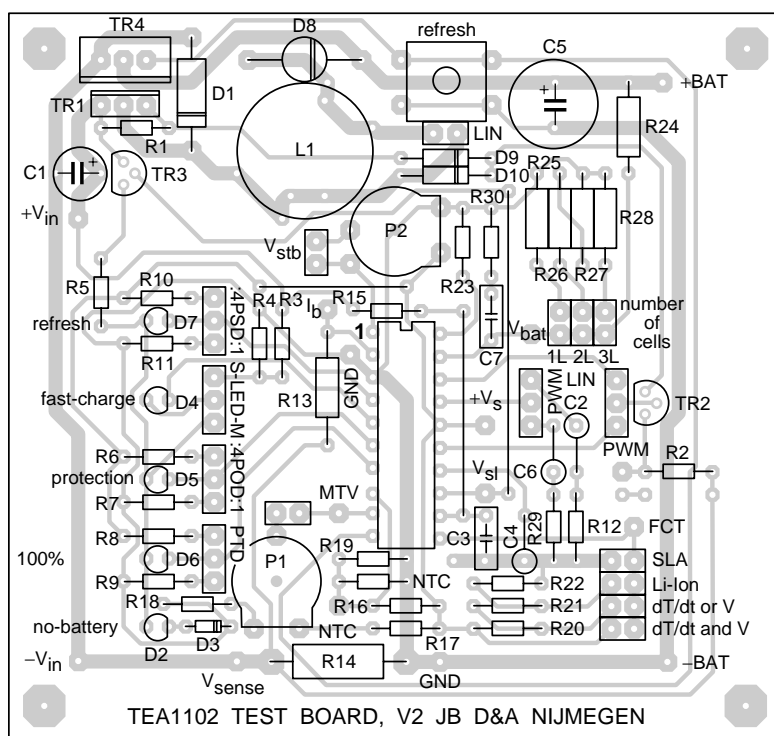 TR4
D8
refresh
C5
+BAT
D1
TR1
R1
L1
LIN
R24
C1
+
TR3
D9
D10
R25
+Vin
P2
R30
R28
Vstb
R23
R26
R27
R5
R10
:4PSD:1 S-LED-M :4POD:1 PTD
R4
R3
Ib
R15
refresh
D7
1
C7
Vbat
number
of
cells
R11
1L 2L 3L
GND
R13
fast-charge
D4
+Vs
PWM
LIN
C2
TR2
R6
PWM
R2
protection
D5
Vsl
C6
R7
MTV
R8
C3
C4
R29
R12
FCT
100%
D6
P1
R19
SLA
R9
NTC
R22
Li-Ion
R18
R16
R21
dT/dt or V
no-battery
D2
D3
NTC
R17
R20
dT/dt and V
−Vin
R14
−BAT
Vsense
GND
TEA1102 TEST BOARD, V2 JB D&A NIJMEGEN